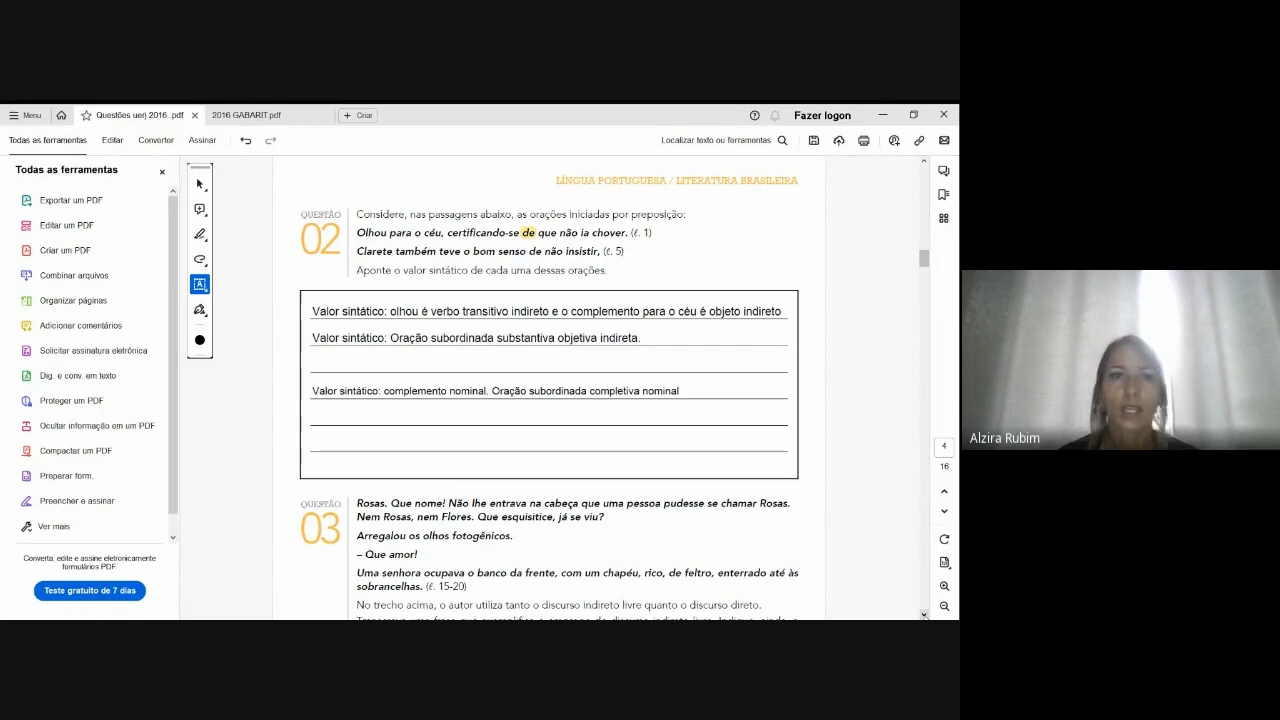 Menu
Questões uerj 2016..pdf
2016 GABARIT.pdf
Criar
Fazer logon
Todas as ferramentas
Editar
Converter
Assinar
Localizar texto ou ferramentas
Todas as ferramentas
Exportar um PDF
Editar um PDF
Criar um PDF
Combinar arquivos
Organizar páginas
Adicionar comentários
Solicitar assinatura eletrônica
Dig. e conv. em texto
Proteger um PDF
Ocultar informação em um PDF
Compactar um PDF
Preparar form.
Preencher e assinar
Ver mais
Converta, edite e assine eletronicamente
formulários PDF
Teste gratuito de 7 dias
LÍNGUA PORTUGUESA / LITERATURA BRASILEIRA
QUESTÃO
02
Considere, nas passagens abaixo, as orações iniciadas por preposição:
Olhou para o céu, certificando-se de que não ia chover. (ℓ. 1)
Clarete também teve o bom senso de não insistir, (ℓ. 5)
Aponte o valor sintático de cada uma dessas orações.
Valor sintático: olhou é verbo transitivo indireto e o complemento para o céu é objeto indireto
Valor sintático: Oração subordinada substantiva objetiva indireta.
Valor sintático: complemento nominal. Oração subordinada completiva nominal
QUESTÃO
03
Rosas. Que nome! Não lhe entrava na cabeça que uma pessoa pudesse se chamar Rosas.
Nem Rosas, nem Flores. Que esquisitice, já se viu?
Arregalou os olhos fotogênicos.
– Que amor!
Uma senhora ocupava o banco da frente, com um chapéu, rico, de feltro, enterrado até às
sobrancelhas. (ℓ. 15-20)
No trecho acima, o autor utiliza tanto o discurso indireto livre quanto o discurso direto.
4
16
Alzira Rubim